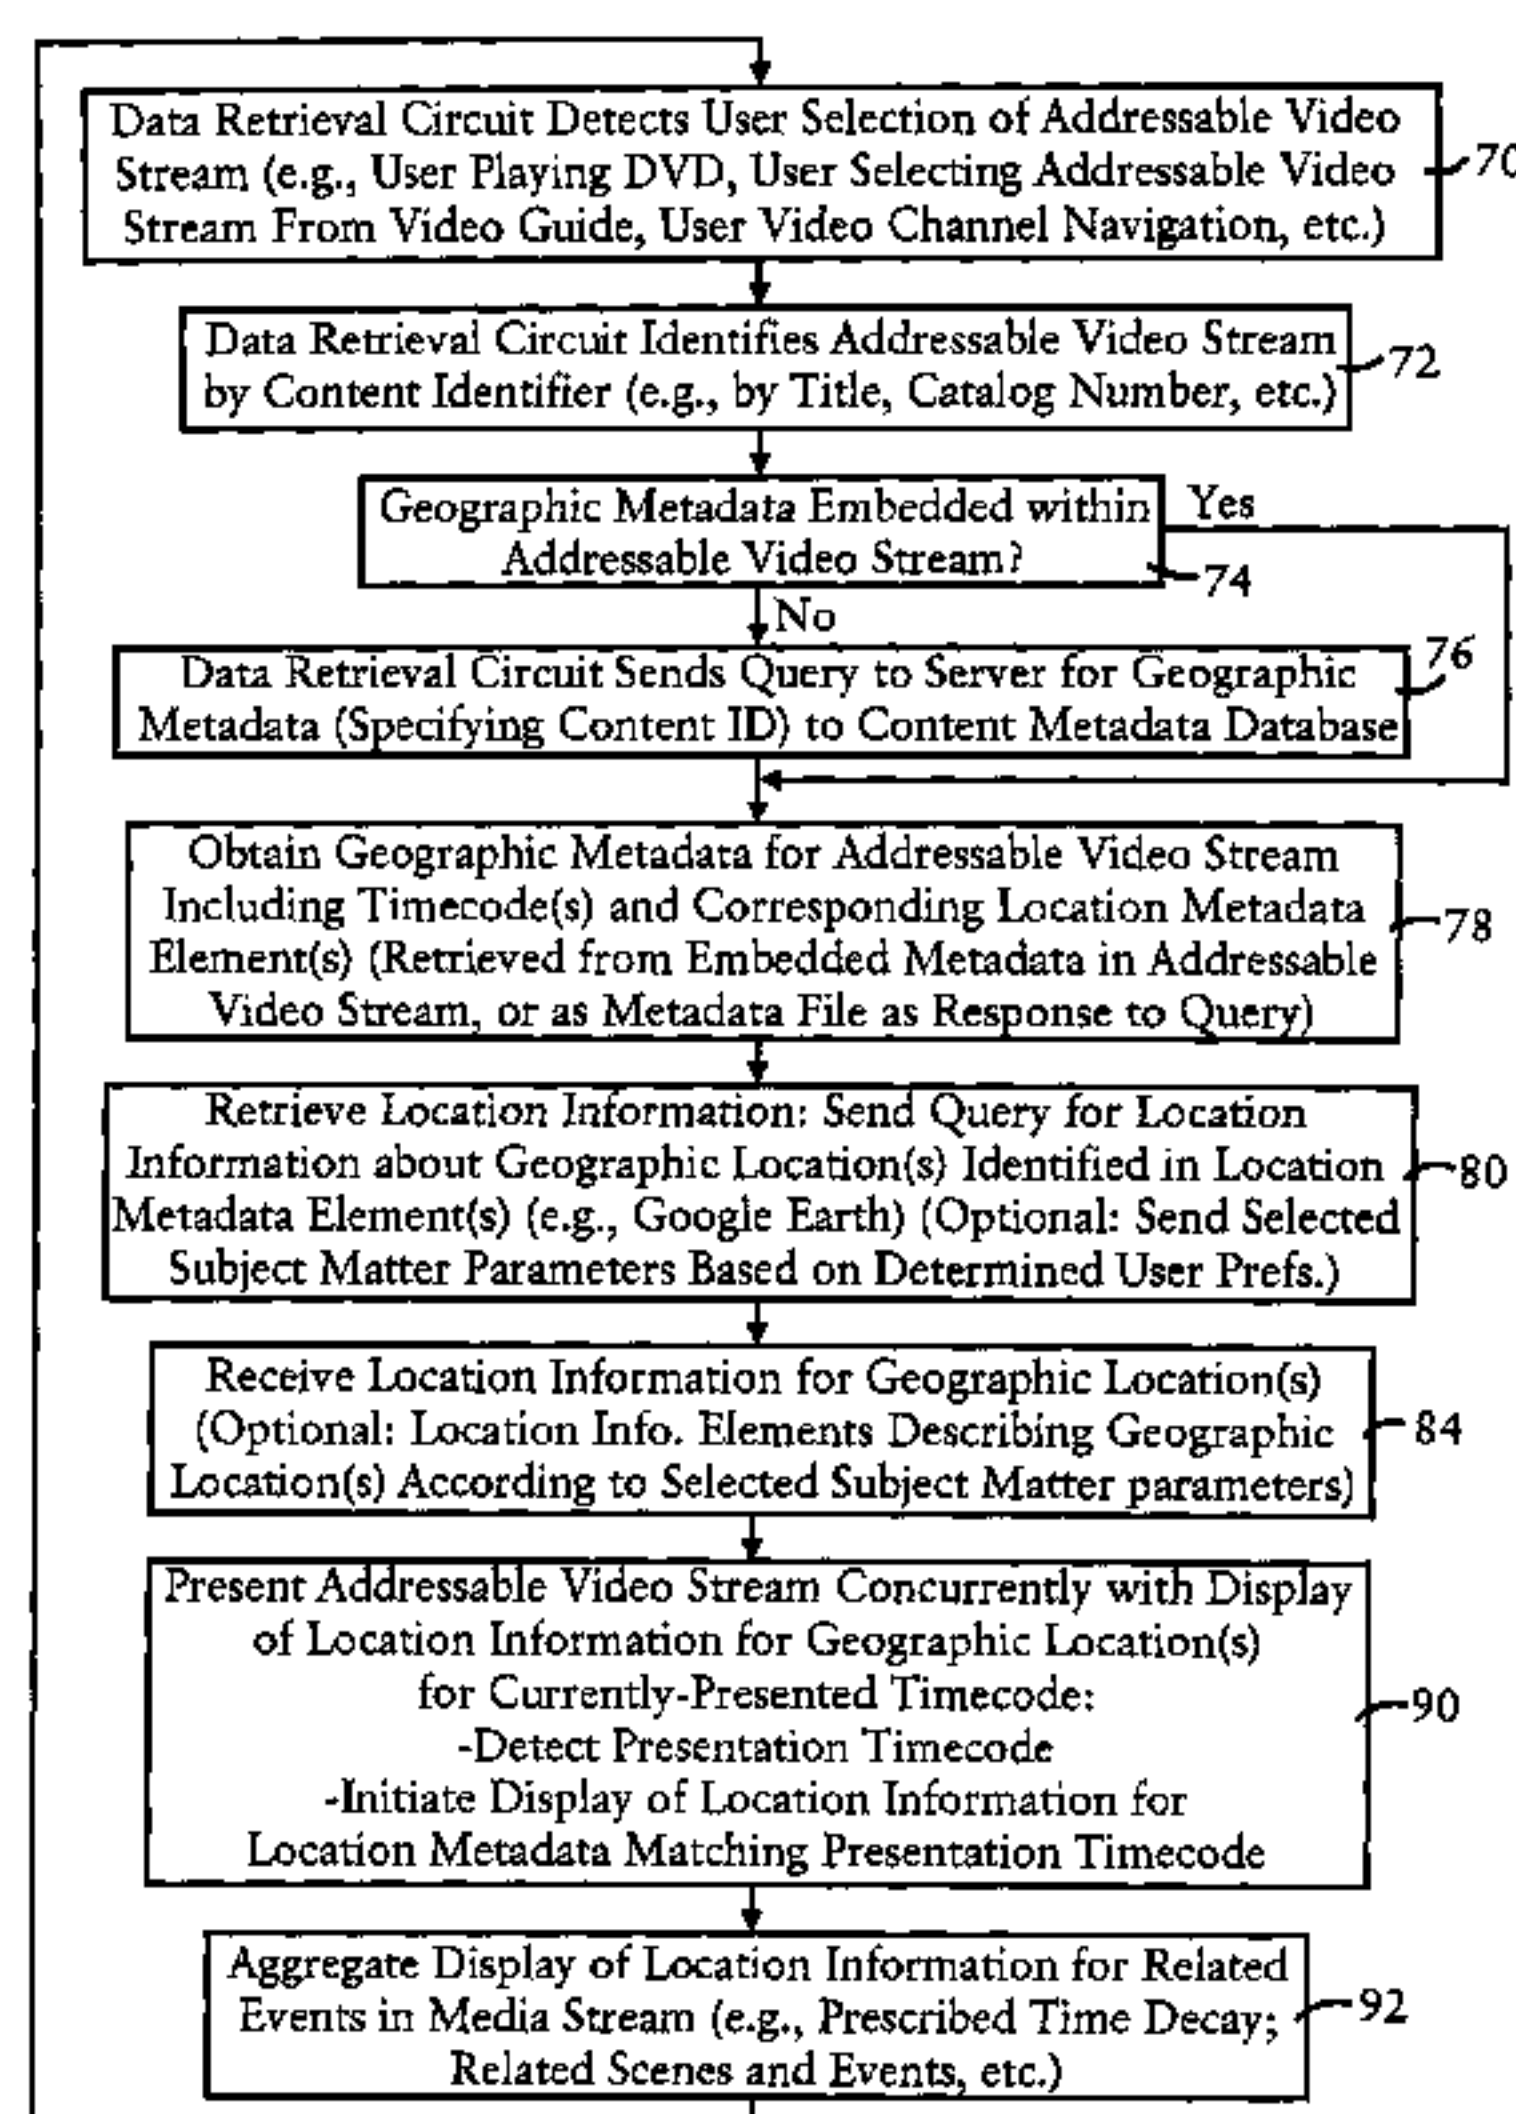 Data Retrieval Circuit Detects User Selection of Addressable Video
Stream (e.g., User Playing DVD, User Selecting Addressable Video
Stream From Video Guide, User Video Channel Navigation, etc.)
70
Data Retrieval Circuit Identifies Addressable Video Stream
by Content Identifier (e.g., by Title, Catalog Number, etc.)
72
Geographic Metadata Embedded within
Addressable Video Stream?
Yes
74
No
Data Retrieval Circuit Sends Query to Server for Geographic
Metadata (Specifying Content ID) to Content Metadata Database
76
Obtain Geographic Metadata for Addressable Video Stream
Including Timecode(s) and Corresponding Location Metadata
Element(s) (Retrieved from Embedded Metadata in Addressable
Video Stream, or as Metadata File as Response to Query)
78
Retrieve Location Information: Send Query for Location
Information about Geographic Location(s) Identified in Location
Metadata Element(s) (e.g., Google Earth) (Optional: Send Selected
Subject Matter Parameters Based on Determined User Prefs.)
80
Receive Location Information for Geographic Location(s)
(Optional: Location Info. Elements Describing Geographic
Location(s) According to Selected Subject Matter parameters)
84
Present Addressable Video Stream Concurrently with Display
of Location Information for Geographic Location(s)
for Currently-Presented Timecode:
-Detect Presentation Timecode
-Initiate Display of Location Information for
Location Metadata Matching Presentation Timecode
90
Aggregate Display of Location Information for Related
Events in Media Stream (e.g., Prescribed Time Decay;
Related Scenes and Events, etc.)
92